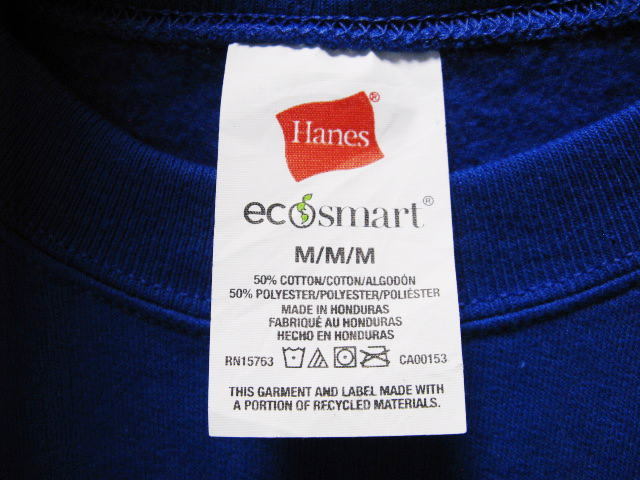 Hanes®
ecosmart®
M/M/M
50% COTTON/COTON/ALGODÓN
50% POLYESTER/POLYESTER/POLIÉSTER
MADE IN HONDURAS
FABRIQUÉ AU HONDURAS
HECHO EN HONDURAS
RN15763 CA00153
THIS GARMENT AND LABEL MADE WITH
A PORTION OF RECYCLED MATERIALS.